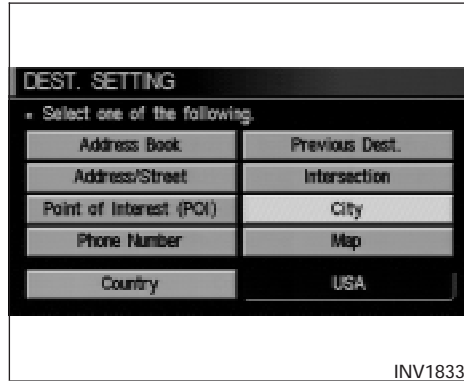 DEST. SETTING
Select one of the following.
Address Book Previous Dest.
Address/Street Intersection
Point of Interest (POI) City
Phone Number Map
Country USA
INV1833